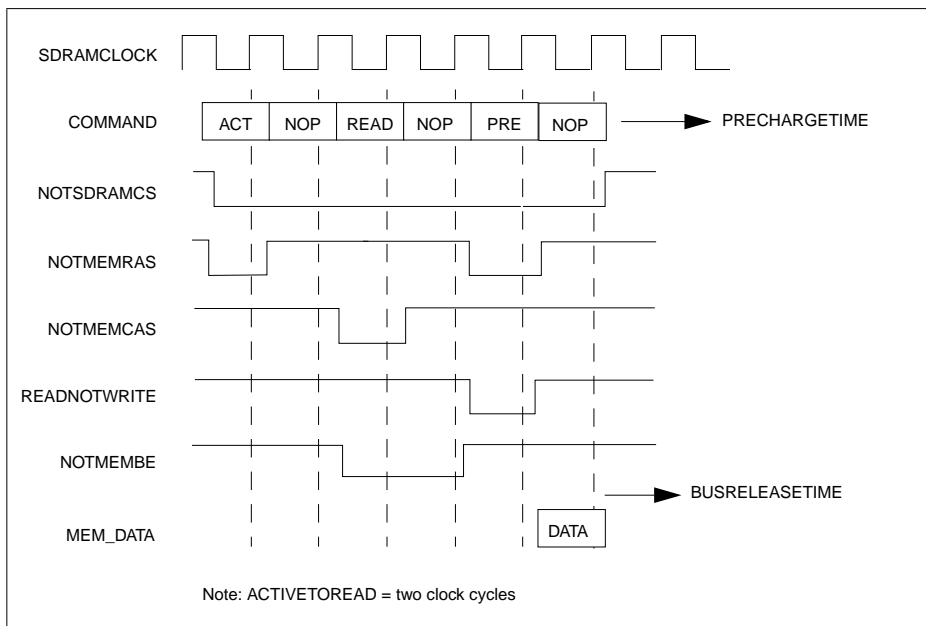 SDRAMCLOCK
COMMAND ACT NOP READ NOP PRE NOP PRECHARGETIME
NOTSDRAMCS
NOTMEMRAS
NOTMEMCAS
READNOTWRITE
NOTMEMBE
BUSRELEASETIME
MEM_DATA DATA
Note: ACTIVETOREAD = two clock cycles